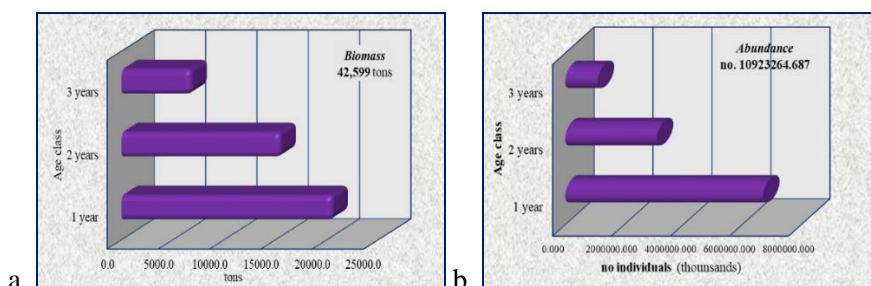 Biomass
42,599 tons
Age class
3 years
2 years
1 year
0.0 5000.0 10000.0 15000.0 20000.0 25000.0
tons
a
Abundance
no. 10923264.687
Age class
3 years
2 years
1 year
0.000 2000000.000 4000000.000 6000000.000 8000000.000
no individuals (thounsands)
b